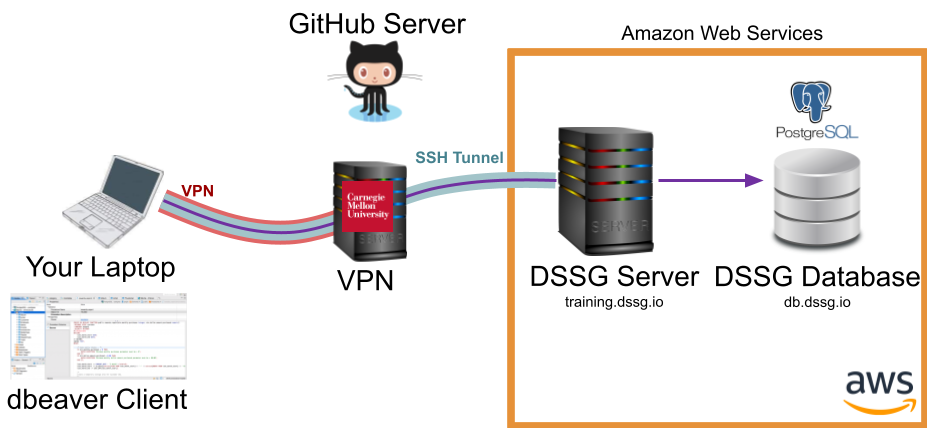 GitHub Server
Amazon Web Services
PostgreSQL
SSH Tunnel
VPN
Carnegie
Mellon
University
SERVER
Your Laptop
VPN
DSSG Server
training.dssg.io
DSSG Database
db.dssg.io
dbeaver Client
aws